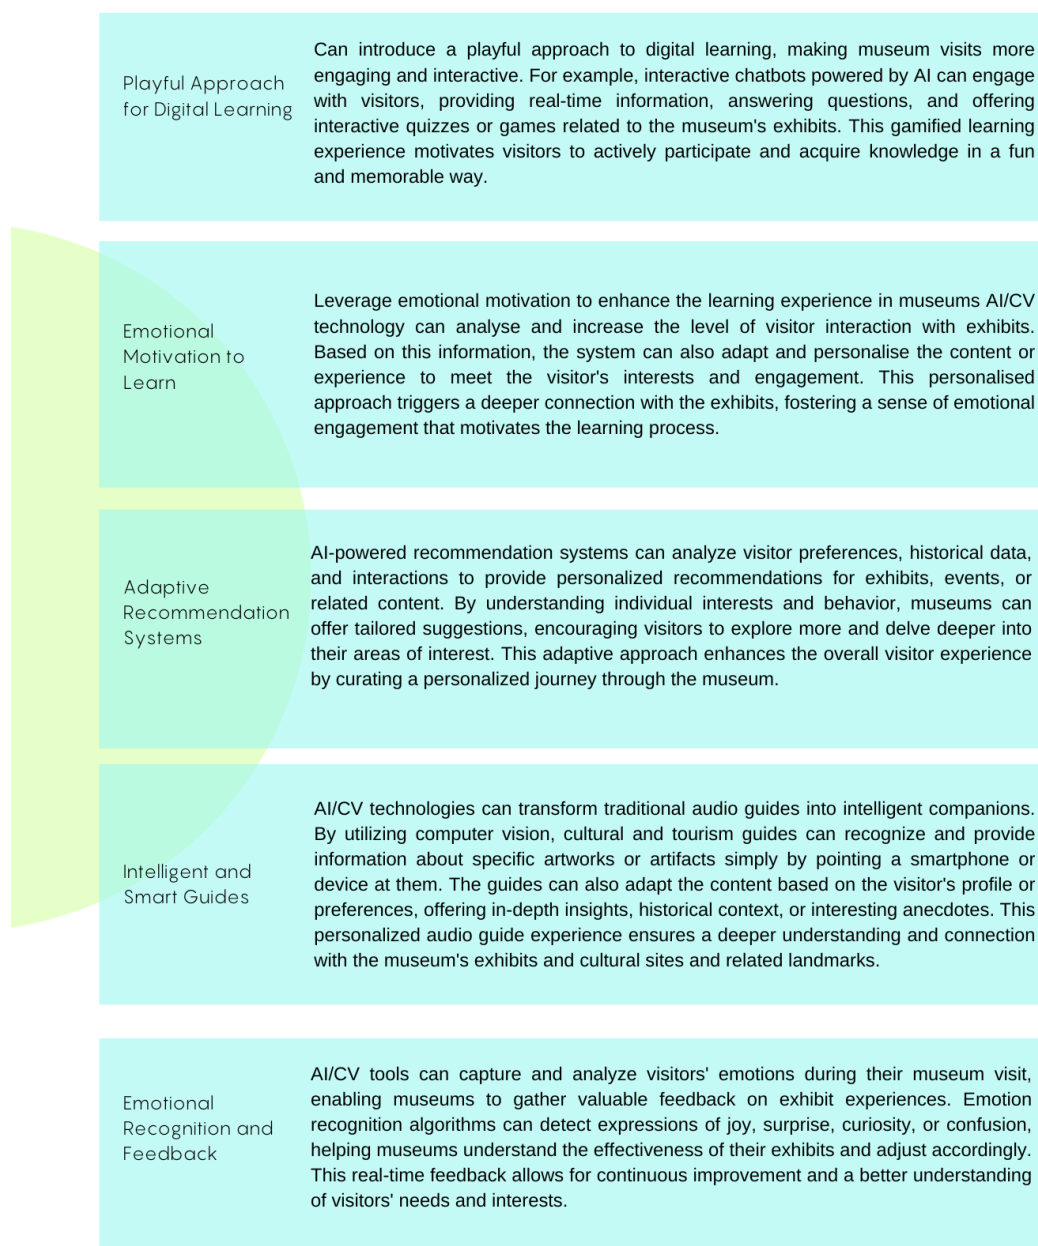 Playful Approach
for Digital Learning
Can introduce a playful approach to digital learning, making museum visits more
engaging and interactive. For example, interactive chatbots powered by AI can engage
with visitors, providing real-time information, answering questions, and offering
interactive quizzes or games related to the museum's exhibits. This gamified learning
experience motivates visitors to actively participate and acquire knowledge in a fun
and memorable way.
Emotional
Motivation to
Learn
Leverage emotional motivation to enhance the learning experience in museums AI/CV
technology can analyse and increase the level of visitor interaction with exhibits.
Based on this information, the system can also adapt and personalise the content or
experience to meet the visitor's interests and engagement. This personalised
approach triggers a deeper connection with the exhibits, fostering a sense of emotional
engagement that motivates the learning process.
Adaptive
Recommendation
Systems
AI-powered recommendation systems can analyze visitor preferences, historical data,
and interactions to provide personalized recommendations for exhibits, events, or
related content. By understanding individual interests and behavior, museums can
offer tailored suggestions, encouraging visitors to explore more and delve deeper into
their areas of interest. This adaptive approach enhances the overall visitor experience
by curating a personalized journey through the museum.
Intelligent and
Smart Guides
AI/CV technologies can transform traditional audio guides into intelligent companions.
By utilizing computer vision, cultural and tourism guides can recognize and provide
information about specific artworks or artifacts simply by pointing a smartphone or
device at them. The guides can also adapt the content based on the visitor's profile or
preferences, offering in-depth insights, historical context, or interesting anecdotes. This
personalized audio guide experience ensures a deeper understanding and connection
with the museum's exhibits and cultural sites and related landmarks.
Emotional
Recognition and
Feedback
AI/CV tools can capture and analyze visitors' emotions during their museum visit,
enabling museums to gather valuable feedback on exhibit experiences. Emotion
recognition algorithms can detect expressions of joy, surprise, curiosity, or confusion,
helping museums understand the effectiveness of their exhibits and adjust accordingly.
This real-time feedback allows for continuous improvement and a better understanding
of visitors' needs and interests.